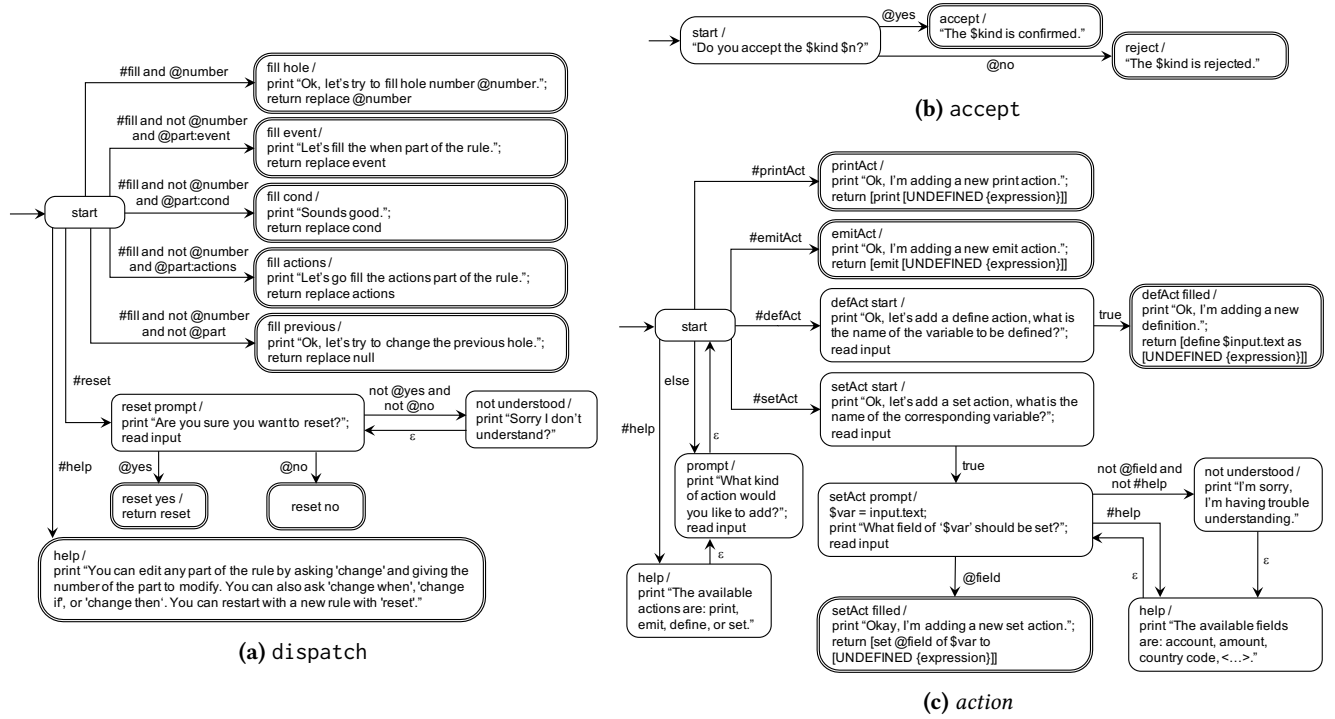 #fill and @number
fill hole /
print “Ok, let’s try to fill hole number @number.”;
return replace @number
#fill and not @number
and @part:event
fill event /
print “Let’s fill the when part of the rule.”;
return replace event
start
#fill and not @number
and @part:cond
fill cond /
print “Sounds good.”;
return replace cond
#fill and not @number
and @part:actions
fill actions /
print “Let’s go fill the actions part of the rule.”;
return replace actions
#fill and not @number
and not @part
fill previous /
print “Ok, let’s try to change the previous hole.”;
return replace null
#reset
reset prompt /
print “Are you sure you want to reset?”;
read input
not @yes and
not @no
ε
not understood /
print “Sorry I don’t
understand?”
#help
@yes
@no
reset yes /
return reset
reset no
help /
print “You can edit any part of the rule by asking 'change' and giving the
number of the part to modify. You can also ask 'change when', 'change
if', or 'change then‘. You can restart with a new rule with 'reset'.”
(a) dispatch
start /
“Do you accept the $kind $n?”
@yes
accept /
“The $kind is confirmed.”
@no
reject /
“The $kind is rejected.”
(b) accept
#printAct
printAct /
print “Ok, I’m adding a new print action.”;
return [print [UNDEFINED {expression}]]
#emitAct
emitAct /
print “Ok, I’m adding a new emit action.”;
return [emit [UNDEFINED {expression}]]
start
#defAct
defAct start /
print “Ok, let’s add a define action, what is
the name of the variable to be defined?”;
read input
true
defAct filled /
print “Ok, I’m adding a new
definition.”;
return [define $input.text as
[UNDEFINED {expression}]]
else
#setAct
setAct start /
print “Ok, let’s add a set action, what is the
name of the corresponding variable?”;
read input
#help
ε
true
prompt /
print “What kind
of action would
you like to add?”;
read input
setAct prompt /
$var = input.text;
print “What field of ‘$var’ should be set?”;
read input
not @field and
not #help
not understood /
print “I’m sorry,
I’m having trouble
understanding.”
#help
ε
ε
ε
help /
print “The available
actions are: print,
emit, define, or set.”
@field
setAct filled /
print “Okay, I’m adding a new set action.”;
return [set @field of $var to
[UNDEFINED {expression}]]
help /
print “The available fields
are: account, amount,
country code, <…>.”
(c) action